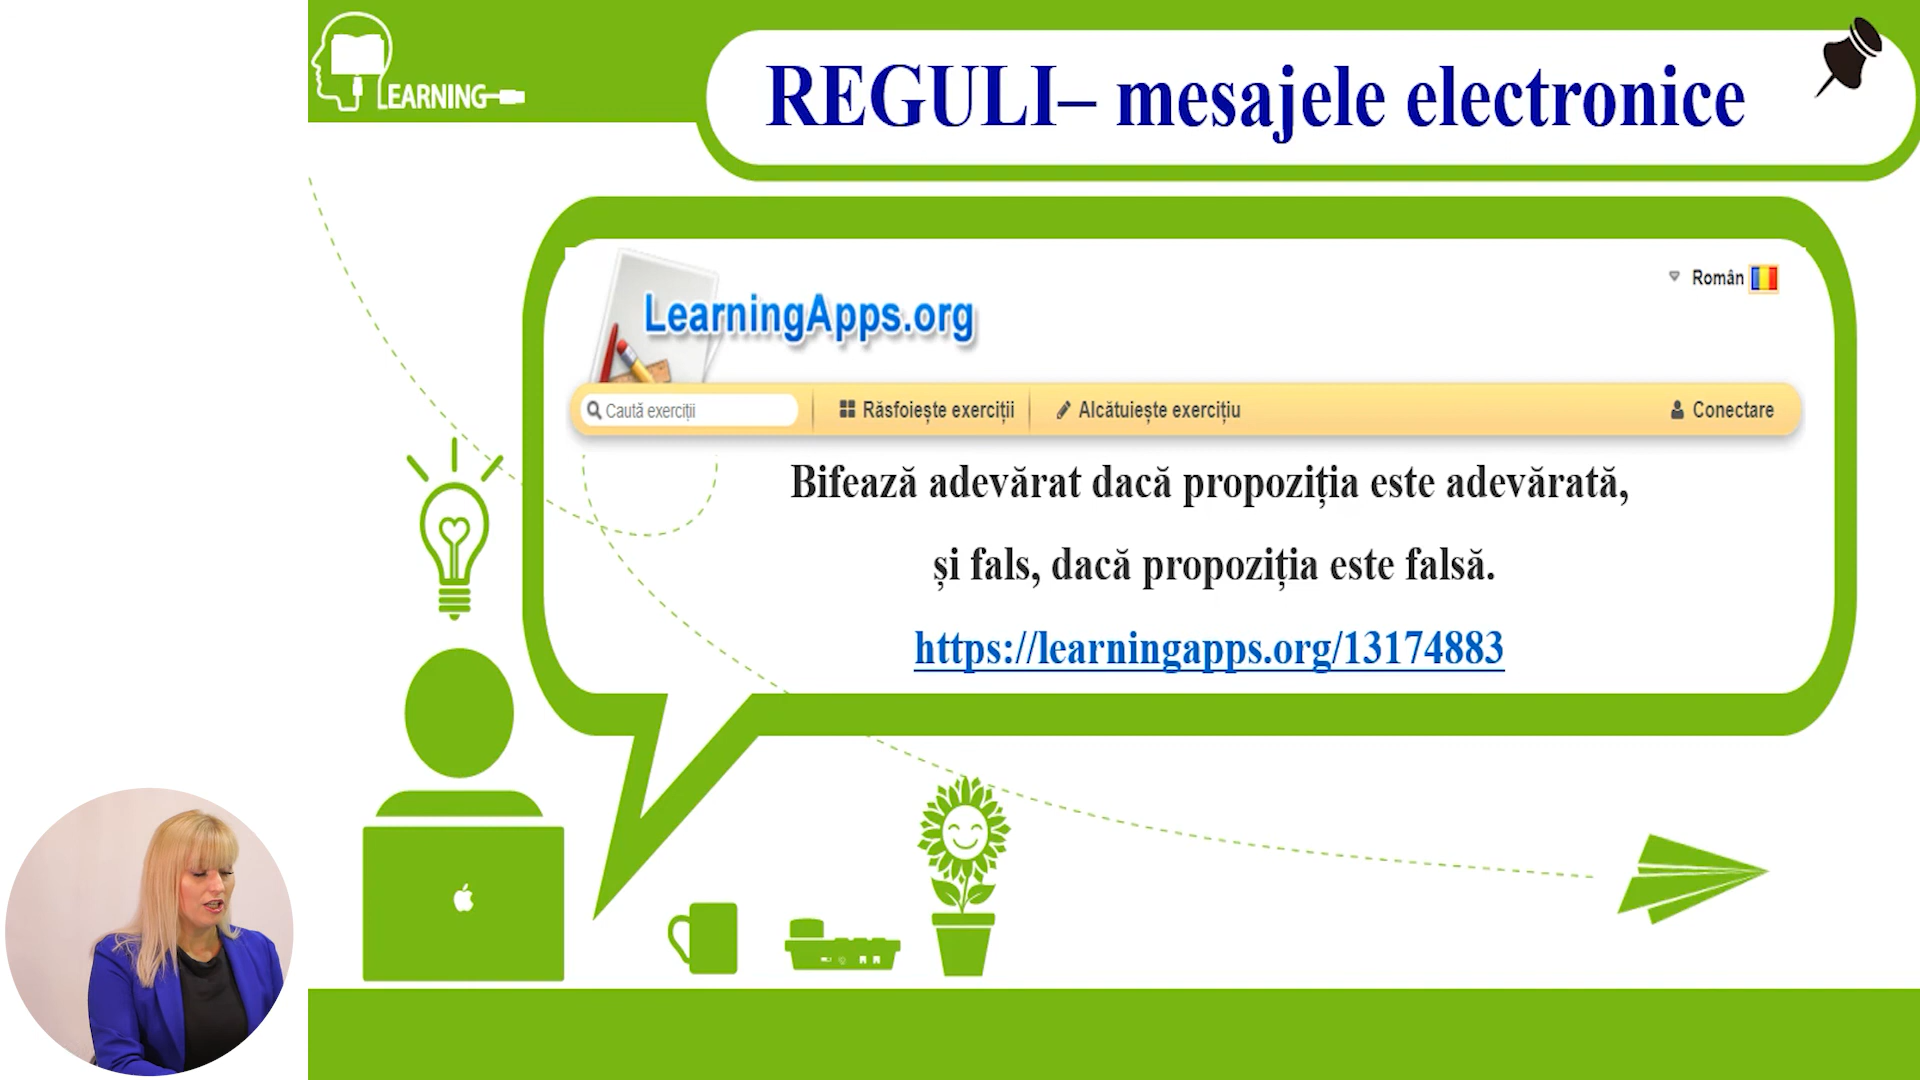 LEARNING
REGULI– mesajele electronice
LearningApps.org
Român
Caută exerciții
Răsfoiește exerciții
Alcătuiește exercițiu
Conectare
Bifează adevărat dacă propoziția este adevărată,
și fals, dacă propoziția este falsă.
https://learningapps.org/13174883